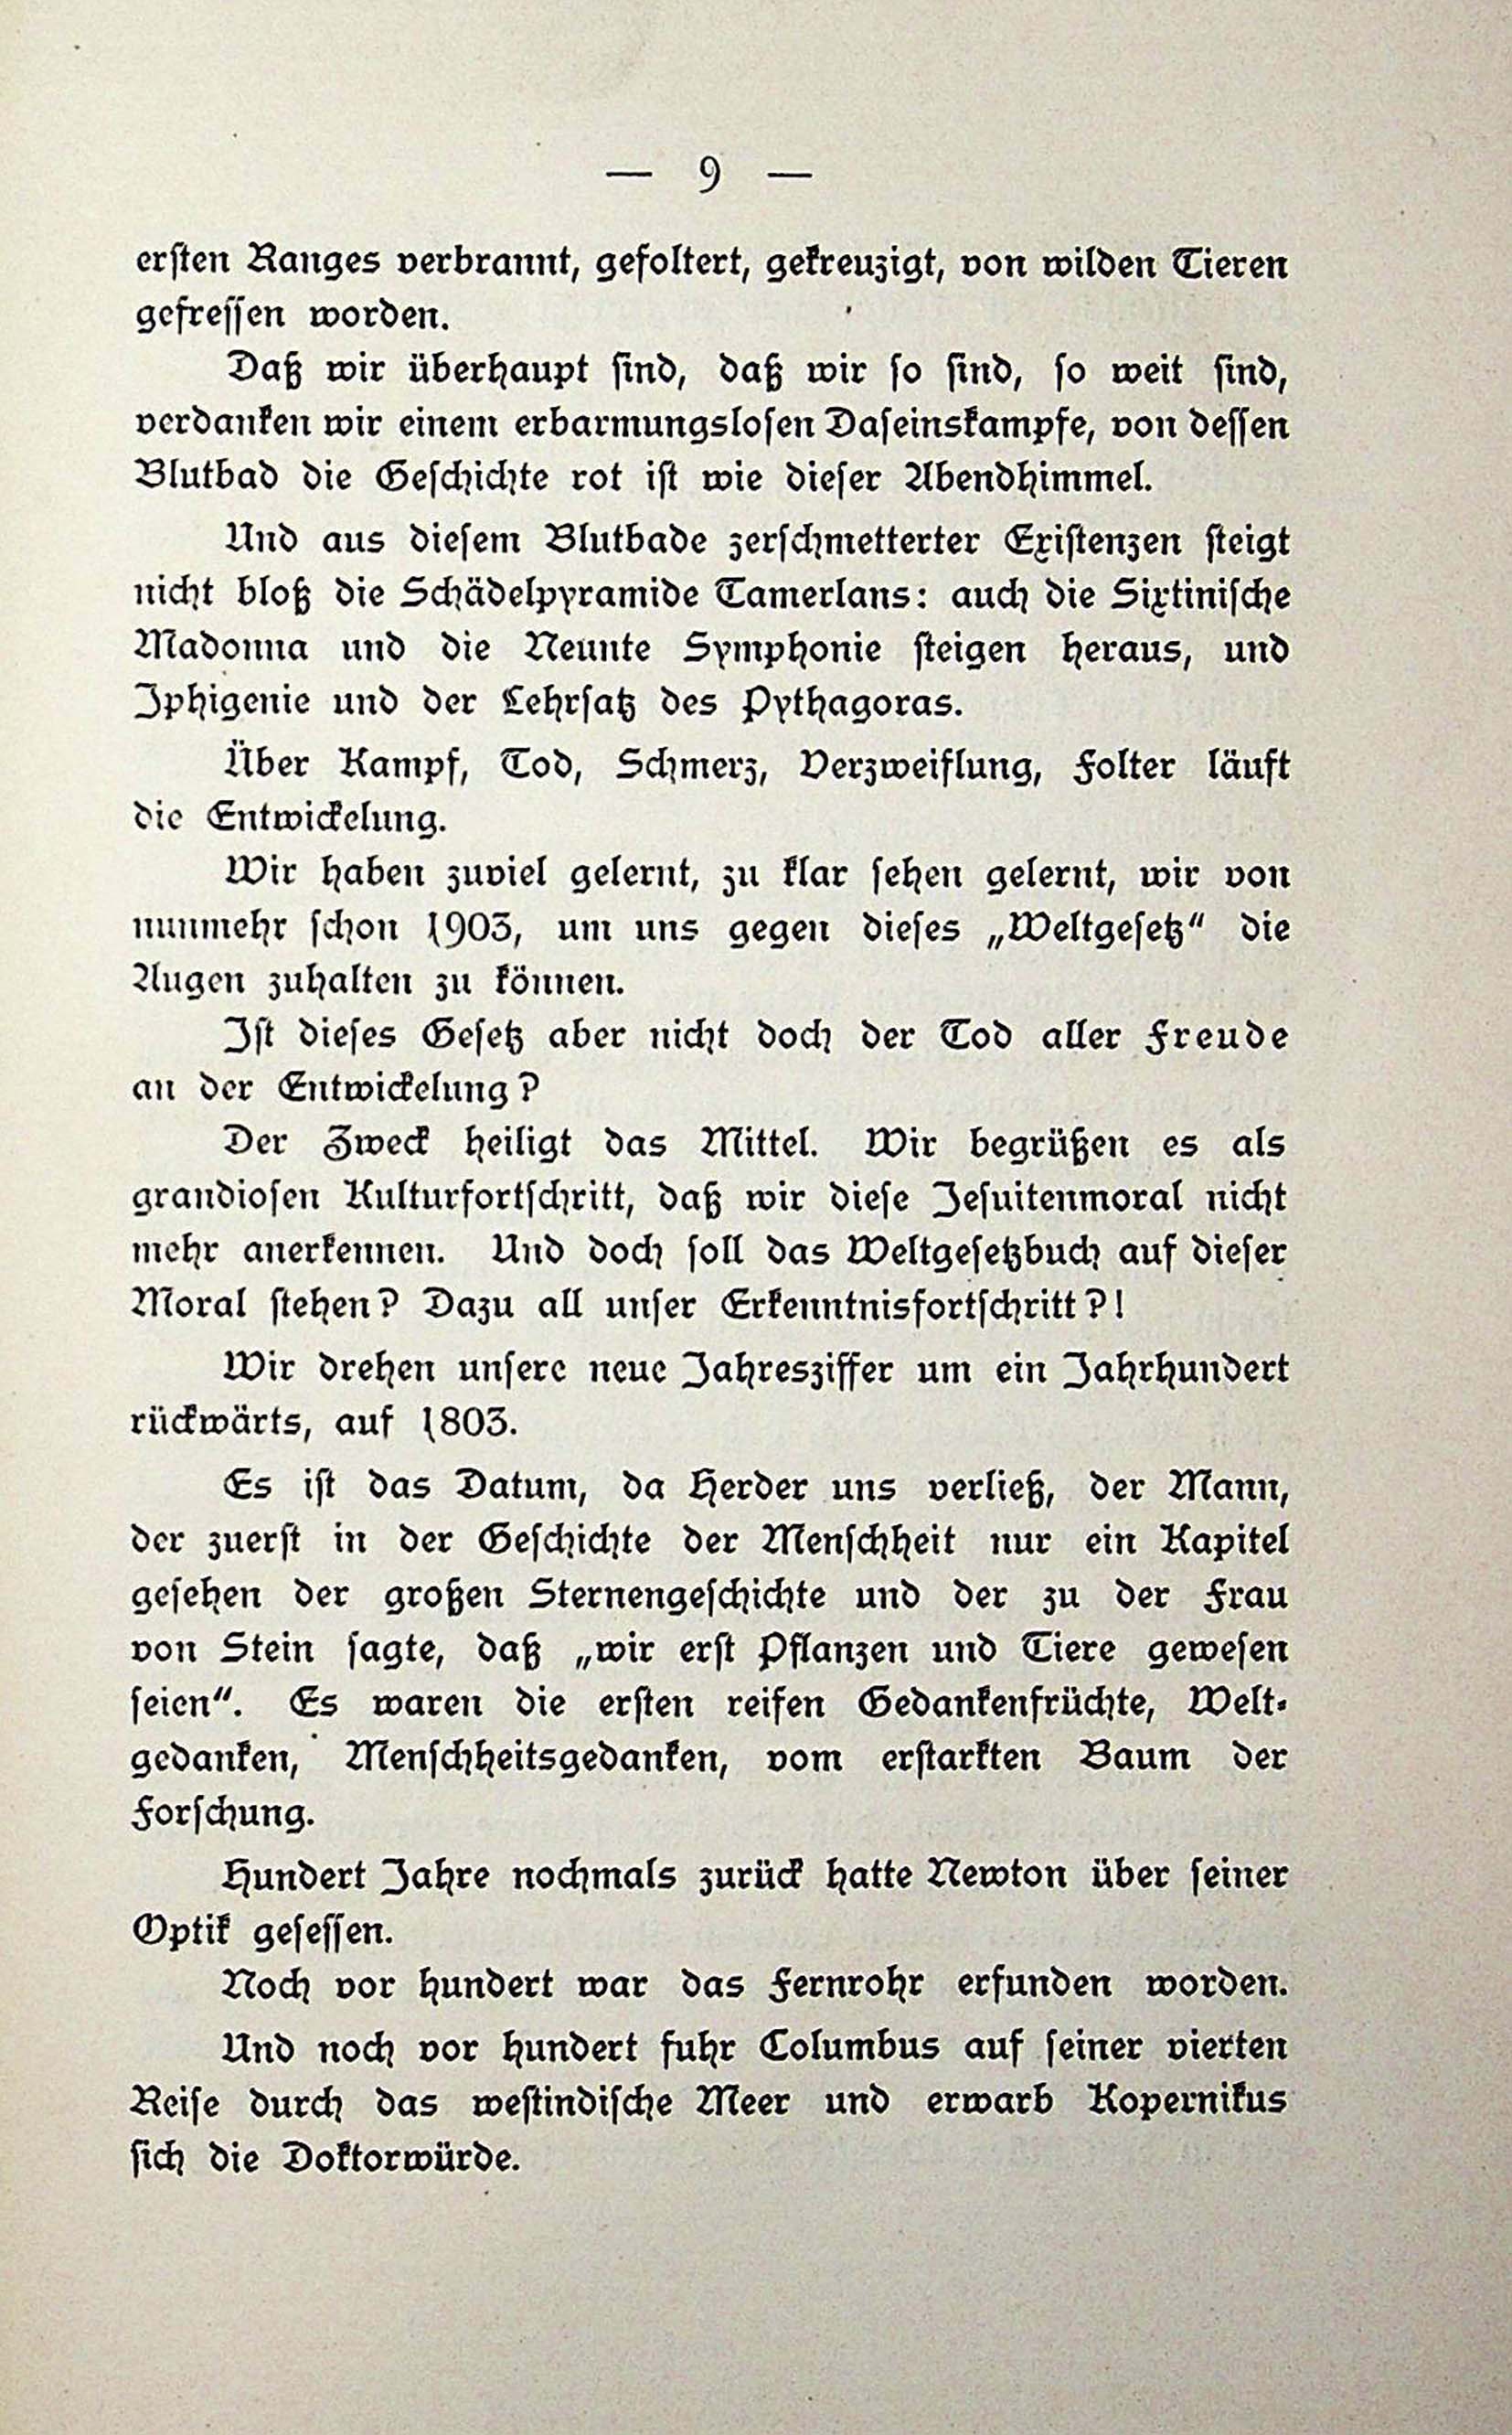 — 9 —
ersten Ranges verbrannt, gefoltert, gekreuzigt, von wilden Tieren
gefressen worden.
Daß wir überhaupt sind, daß wir so sind, so weit sind,
verdanken wir einem erbarmungslosen Daseinskampfe, von dessen
Blutbad die Geschichte rot ist wie dieser Abendhimmel.
Und aus diesem Blutbade zerschmetterter Existenzen steigt
nicht bloß die Schädelpyramide Tamerlans: auch die Sixtinische
Madonna und die Neunte Symphonie steigen heraus, und
Iphigenie und der Lehrsatz des Pythagoras.
Über Kampf, Tod, Schmerz, Verzweiflung, Folter läuft
die Entwickelung.
Wir haben zuviel gelernt, zu klar sehen gelernt, wir von
nunmehr schon 1903, um uns gegen dieses „Weltgesetz“ die
Augen zuhalten zu können.
Ist dieses Gesetz aber nicht doch der Tod aller Freude
an der Entwickelung?
Der Zweck heiligt das Mittel. Wir begrüßen es als
grandiosen Kulturfortschritt, daß wir diese Jesuitenmoral nicht
mehr anerkennen. Und doch soll das Weltgesetzbuch auf dieser
Moral stehen? Dazu all unser Erkenntnisfortschritt?!
Wir drehen unsere neue Jahresziffer um ein Jahrhundert
rückwärts, auf 1803.
Es ist das Datum, da Herder uns verließ, der Mann,
der zuerst in der Geschichte der Menschheit nur ein Kapitel
gesehen der großen Sternengeschichte und der zu der Frau
von Stein sagte, daß „wir erst Pflanzen und Tiere gewesen
seien“. Es waren die ersten reifen Gedankenfrüchte, Welt-
gedanken, Menschheitsgedanken, vom erstarkten Baum der
Forschung.
Hundert Jahre nochmals zurück hatte Newton über seiner
Optik gesessen.
Noch vor hundert war das Fernrohr erfunden worden.
Und noch vor hundert fuhr Columbus auf seiner vierten
Reise durch das westindische Meer und erwarb Kopernikus
sich die Doktorwürde.